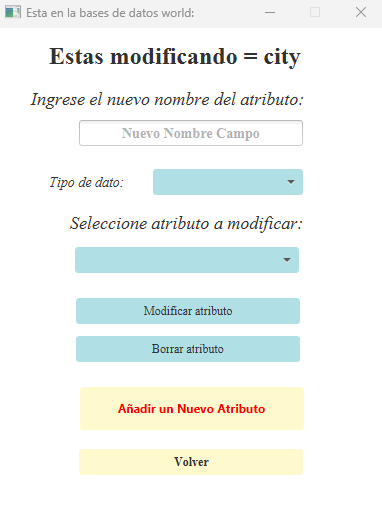 Esta en la bases de datos world:
Estas modificando = city
Ingrese el nuevo nombre del atributo:
Nuevo Nombre Campo
Tipo de dato:
Seleccione atributo a modificar:
Modificar atributo
Borrar atributo
Añadir un Nuevo Atributo
Volver